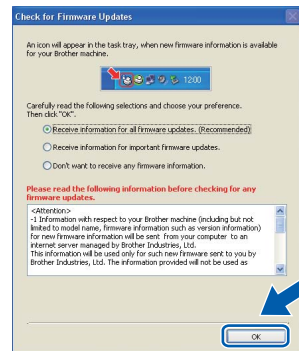 Check for Firmware Updates
An icon will appear in the task tray, when new firmware information is available
for your Brother machine.
1200
Carefully read the following selections and choose your preference.
Then click "OK".
Receive information for all firmware updates. (Recommended)
Receive information for important firmware updates.
Don't want to receive any firmware information.
Please read the following information before checking for any
firmware updates.
<Attention>
-1 Information with respect to your Brother machine (including but not
limited to model name, firmware information such as version information)
for new firmware information will be sent from your computer to an
internet server managed by Brother Industries, Ltd.
This information will be used only for such new firmware sent to you by
Brother Industries, Ltd. The information provided will not be used as
OK